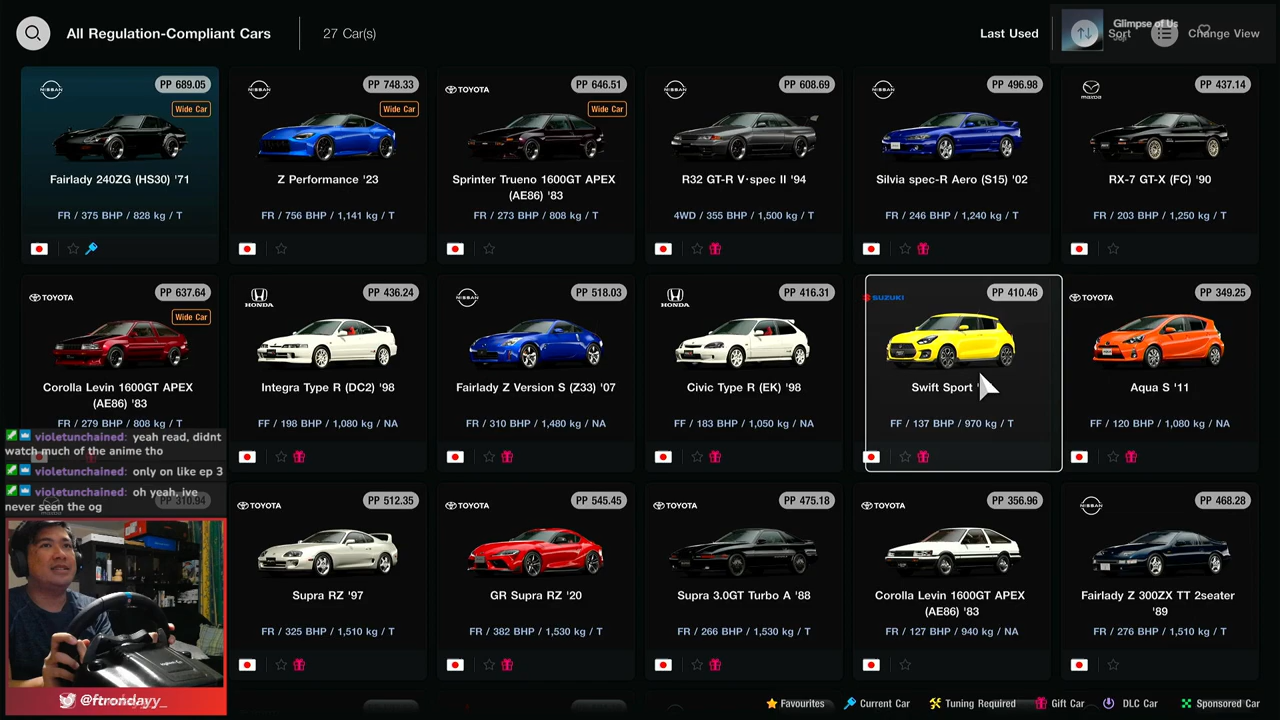 All Regulation-Compliant Cars
27 Car(s)
Last Used
Sort
Change View
Glimpse of Us
NISSAN
PP 689.05
Wide Car
Fairlady 240ZG (HS30) '71
FR / 375 BHP / 828 kg / T
NISSAN
PP 748.33
Wide Car
Z Performance '23
FR / 756 BHP / 1,141 kg / T
TOYOTA
PP 646.51
Wide Car
Sprinter Trueno 1600GT APEX
(AE86) '83
FR / 273 BHP / 808 kg / T
NISSAN
PP 608.69
R32 GT-R V·spec II '94
4WD / 355 BHP / 1,500 kg / T
NISSAN
PP 496.98
Silvia spec-R Aero (S15) '02
FR / 246 BHP / 1,240 kg / T
mazda
PP 437.14
RX-7 GT-X (FC) '90
FR / 203 BHP / 1,250 kg / T
TOYOTA
PP 637.64
Wide Car
Corolla Levin 1600GT APEX
(AE86) '83
FR / 279 BHP / 808 kg / T
HONDA
PP 436.24
Integra Type R (DC2) '98
FF / 198 BHP / 1,080 kg / NA
NISSAN
PP 518.03
Fairlady Z Version S (Z33) '07
FR / 310 BHP / 1,480 kg / NA
HONDA
PP 416.31
Civic Type R (EK) '98
FF / 183 BHP / 1,050 kg / NA
SUZUKI
PP 410.46
Swift Sport
FF / 137 BHP / 970 kg / T
TOYOTA
PP 349.25
Aqua S '11
FF / 120 BHP / 1,080 kg / NA
violetunchained: yeah read, didnt
watch much of the anime tho
violetunchained: only on like ep 3
violetunchained: oh yeah, ive
never seen the og
PP 310.94
TOYOTA
PP 512.35
Supra RZ '97
FR / 325 BHP / 1,510 kg / T
TOYOTA
PP 545.45
GR Supra RZ '20
FR / 382 BHP / 1,530 kg / T
TOYOTA
PP 475.18
Supra 3.0GT Turbo A '88
FR / 266 BHP / 1,530 kg / T
TOYOTA
PP 356.96
Corolla Levin 1600GT APEX
(AE86) '83
FR / 127 BHP / 940 kg / NA
NISSAN
PP 468.28
Fairlady Z 300ZX TT 2seater
'89
FR / 276 BHP / 1,510 kg / T
@ftrondayy_
Favourites
Current Car
Tuning Required
Gift Car
DLC Car
Sponsored Car